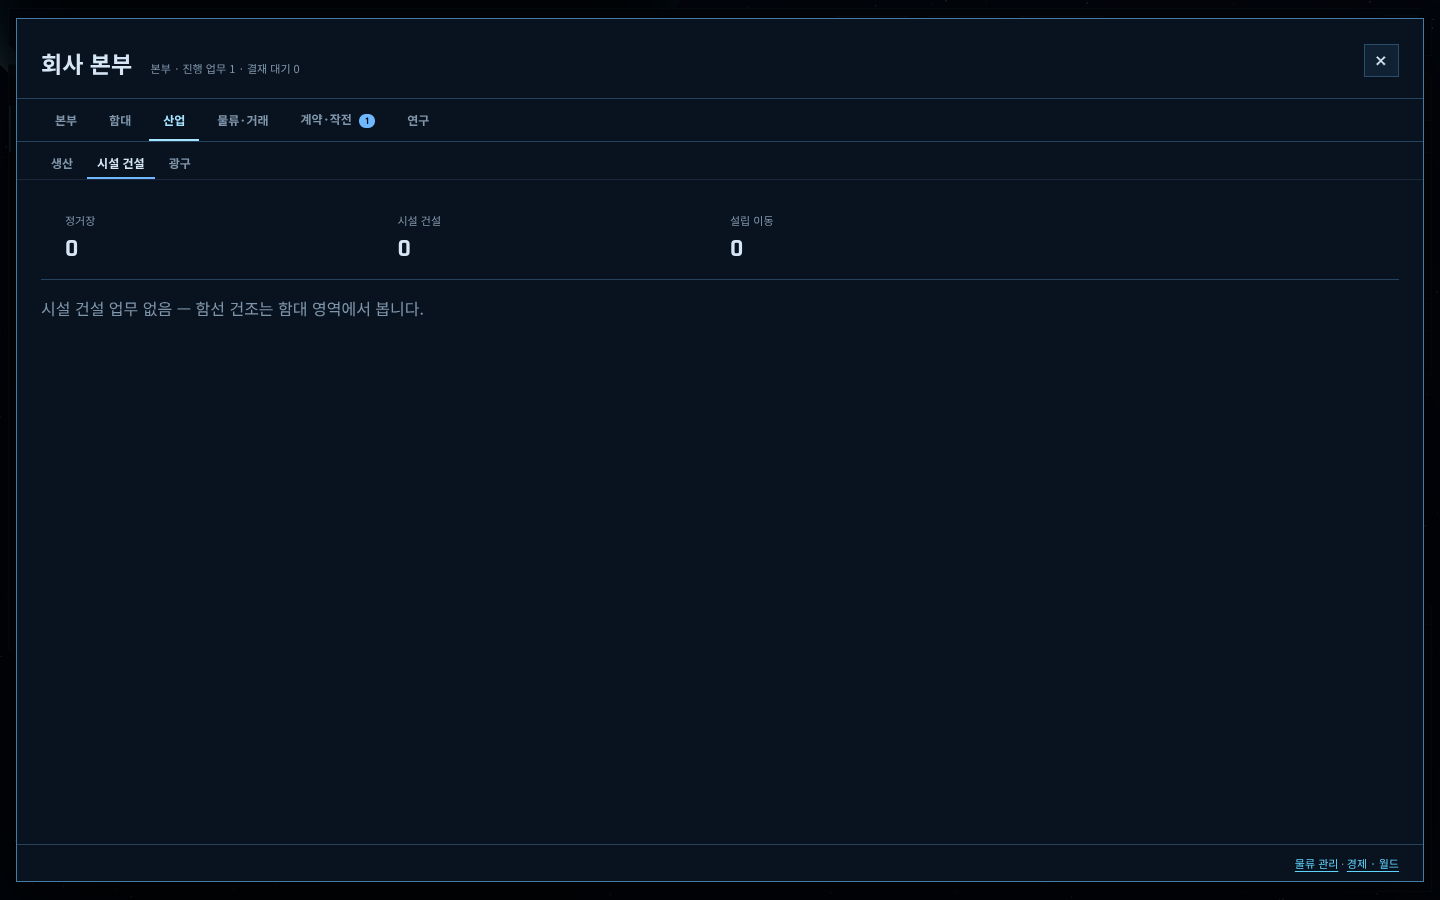 회사 본부 본부 · 진행 업무 1 · 결재 대기 0
×
본부 함대 산업 물류·거래 계약·작전 1 연구
생산 시설 건설 광구
정거장 시설 건설 설립 이동
0 0 0
시설 건설 업무 없음 — 함선 건조는 함대 영역에서 봅니다.
물류 관리 · 경제 · 월드